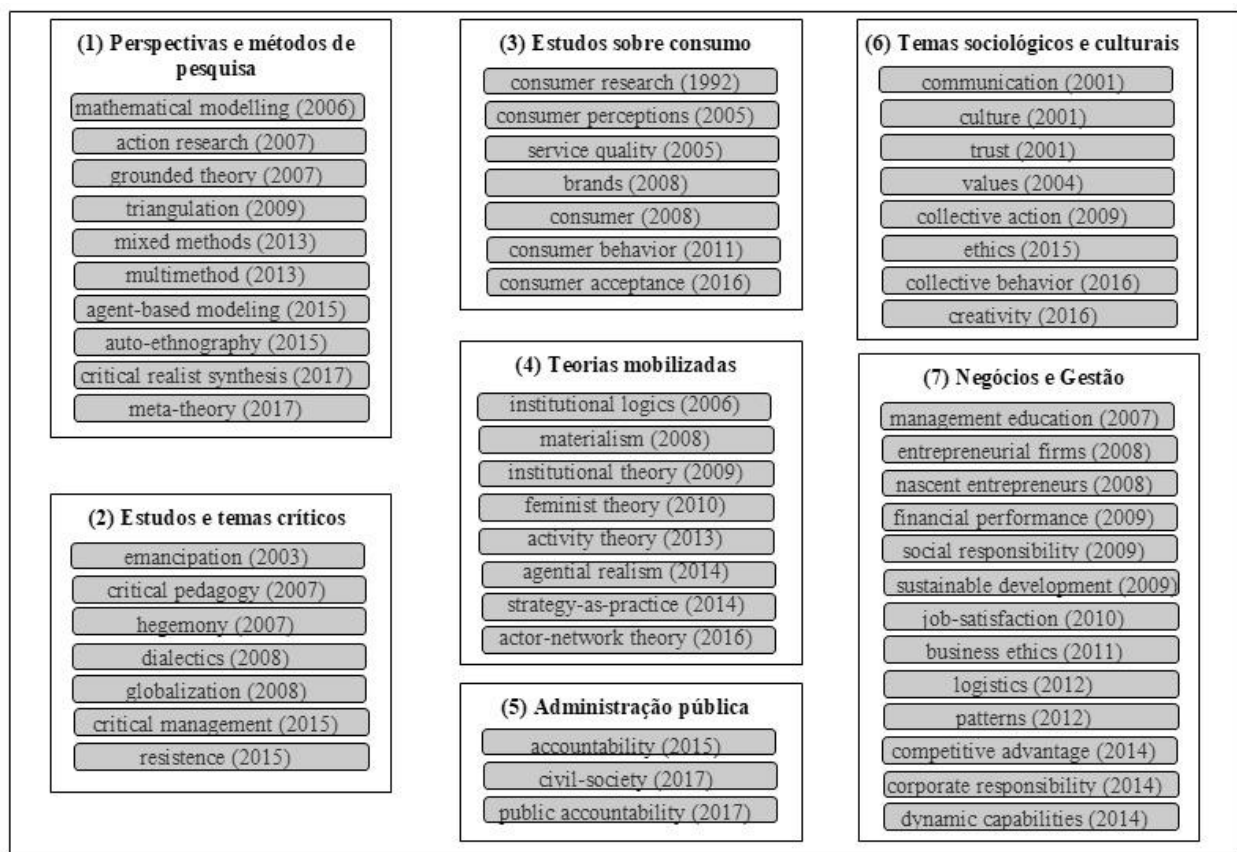 (1) Perspectivas e métodos de
pesquisa
mathematical modelling (2006)
action research (2007)
grounded theory (2007)
triangulation (2009)
mixed methods (2013)
multimethod (2013)
agent-based modeling (2015)
auto-ethnography (2015)
critical realist synthesis (2017)
meta-theory (2017)
(2) Estudos e temas críticos
emancipation (2003)
critical pedagogy (2007)
hegemony (2007)
dialectics (2008)
globalization (2008)
critical management (2015)
resistence (2015)
(3) Estudos sobre consumo
consumer research (1992)
consumer perceptions (2005)
service quality (2005)
brands (2008)
consumer (2008)
consumer behavior (2011)
consumer acceptance (2016)
(4) Teorias mobilizadas
institutional logics (2006)
materialism (2008)
institutional theory (2009)
feminist theory (2010)
activity theory (2013)
agential realism (2014)
strategy-as-practice (2014)
actor-network theory (2016)
(5) Administração pública
accountability (2015)
civil-society (2017)
public accountability (2017)
(6) Temas sociológicos e culturais
communication (2001)
culture (2001)
trust (2001)
values (2004)
collective action (2009)
ethics (2015)
collective behavior (2016)
creativity (2016)
(7) Negócios e Gestão
management education (2007)
entrepreneurial firms (2008)
nascent entrepreneurs (2008)
financial performance (2009)
social responsibility (2009)
sustainable development (2009)
job-satisfaction (2010)
business ethics (2011)
logistics (2012)
patterns (2012)
competitive advantage (2014)
corporate responsibility (2014)
dynamic capabilities (2014)